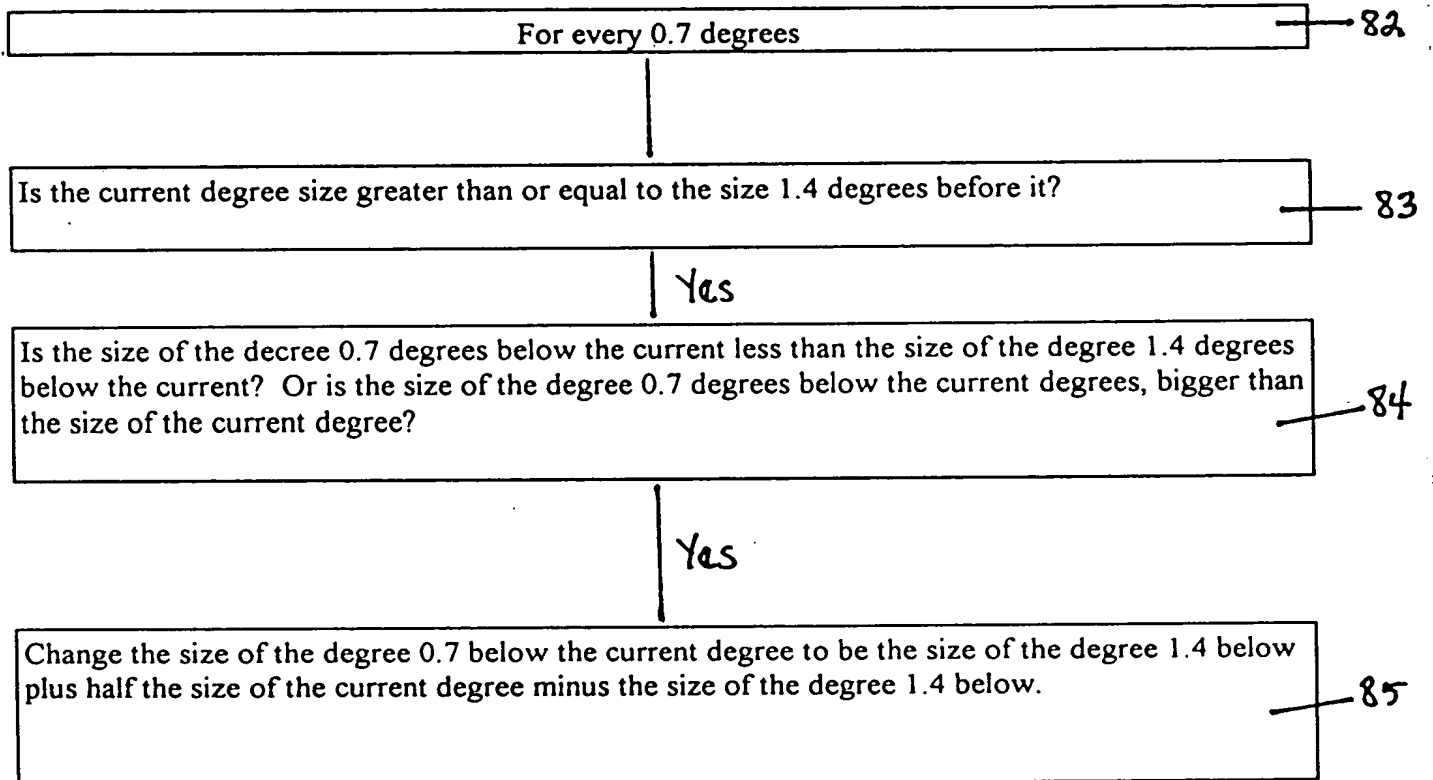 For every 0.7 degrees
82
Is the current degree size greater than or equal to the size 1.4 degrees before it?
83
Yes
Is the size of the decree 0.7 degrees below the current less than the size of the degree 1.4 degrees
below the current? Or is the size of the degree 0.7 degrees below the current degrees, bigger than
the size of the current degree?
84
Yes
Change the size of the degree 0.7 below the current degree to be the size of the degree 1.4 below
plus half the size of the current degree minus the size of the degree 1.4 below.
85